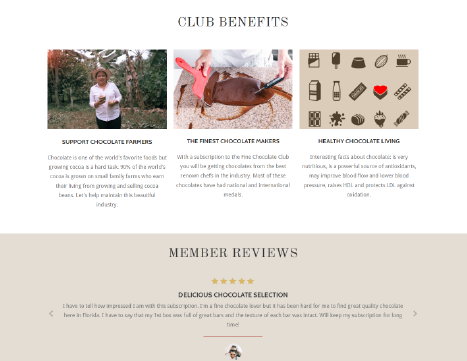 CLUB BENEFITS
SUPPORT CHOCOLATE FARMERS
Chocolate is one of the world's favorite foods but
growing cocoa is a hard task. 90% of the world's
cocoa is grown on small family farms who earn
their living from growing and selling cocoa
beans. Let's help maintain this beautiful
industry.
THE FINEST CHOCOLATE MAKERS
With a subscription to the Fine Chocolate Club
you will be getting chocolates from the best
renown chefs in the industry. Most of these
chocolates have had national and international
medals.
HEALTHY CHOCOLATE LIVING
Interesting facts about chocolate: is very
nutritious, is a powerful source of antioxidants,
may improve blood flow and lower blood
pressure, raises HDL and protects LDL against
oxidation.
MEMBER REVIEWS
DELICIOUS CHOCOLATE SELECTION
I have to tell how impressed I am with this subscription. I'm a fine chocolate lover but it has been hard for me to find great quality chocolate
here in Florida. I have to say that my 1st box was full of great bars and the texture of each bar was intact. Will keep my subscription for long
time!